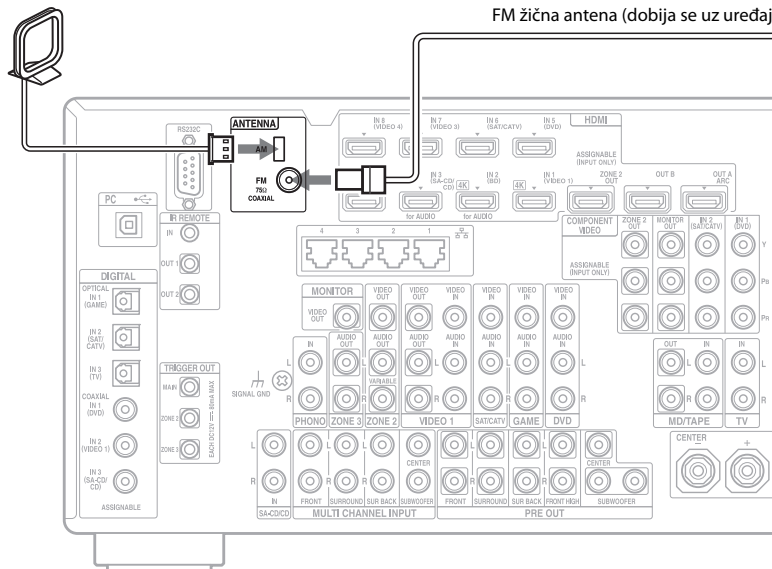 FM žična antena (dobija se uz uređaj
ANTENNA
AM
FM
75Ω
COAXIAL
RS232C
PC
IR REMOTE
IN
OUT 1
OUT 2
IN 8
(VIDEO 4)
IN 7
(VIDEO 3)
IN 6
(SAT/CATV)
IN 5
(DVD)
HDMI
ASSIGNABLE
(INPUT ONLY)
IN 3
(SA-CD/
CD)
4K
IN 2
(BD)
4K
IN 1
(VIDEO 1)
for AUDIO
for AUDIO
ZONE 2
OUT
OUT B
OUT A
ARC
4 3 2 1
COMPONENT
VIDEO
ASSIGNABLE
(INPUT ONLY)
ZONE 2
OUT
MONITOR
OUT
IN 2
(SAT/CATV)
IN 1
(DVD)
Y
PB
PR
DIGITAL
OPTICAL
IN 1
(GAME)
IN 2
(SAT/
CATV)
IN 3
(TV)
COAXIAL
IN 1
(DVD)
IN 2
(VIDEO 1)
IN 3
(SA-CD/
CD)
ASSIGNABLE
TRIGGER OUT
MAIN
ZONE 2
ZONE 3
EACH DC12V 80mA MAX
SIGNAL GND
MONITOR
VIDEO
OUT
VIDEO
OUT
VIDEO
OUT
VIDEO
IN
VIDEO
IN
VIDEO
IN
VIDEO
IN
IN
AUDIO
OUT
AUDIO
OUT
AUDIO
OUT
AUDIO
IN
AUDIO
IN
AUDIO
IN
AUDIO
IN
L L L L L
VARIABLE
R R R R R
PHONO ZONE 3 ZONE 2 VIDEO 1 SAT/CATV GAME DVD
OUT IN IN
L R L
R R
MD/TAPE TV
L L L
CENTER
R R R
IN
SA-CD/CD
FRONT SURROUND SUR BACK SUBWOOFER
MULTI CHANNEL INPUT
L L L
CENTER
R R R
FRONT SURROUND SUR BACK FRONT HIGH SUBWOOFER
PRE OUT
CENTER
− +